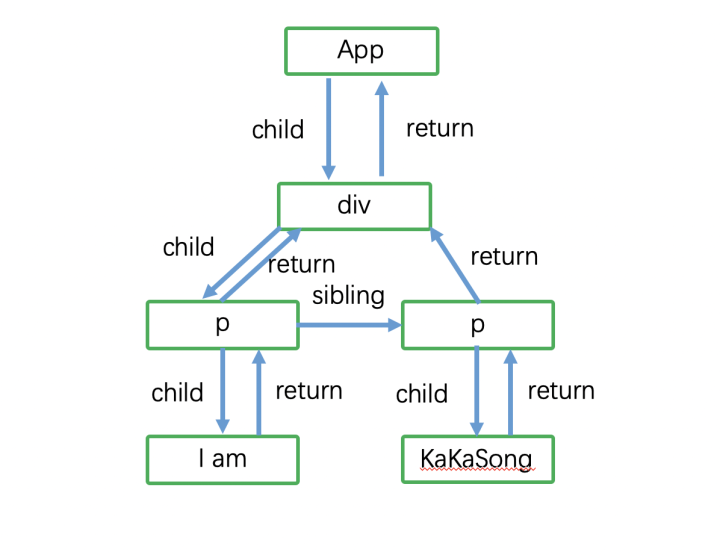 App
child
return
div
child
return
return
sibling
p
p
child
return
child
return
I am
KaKaSong